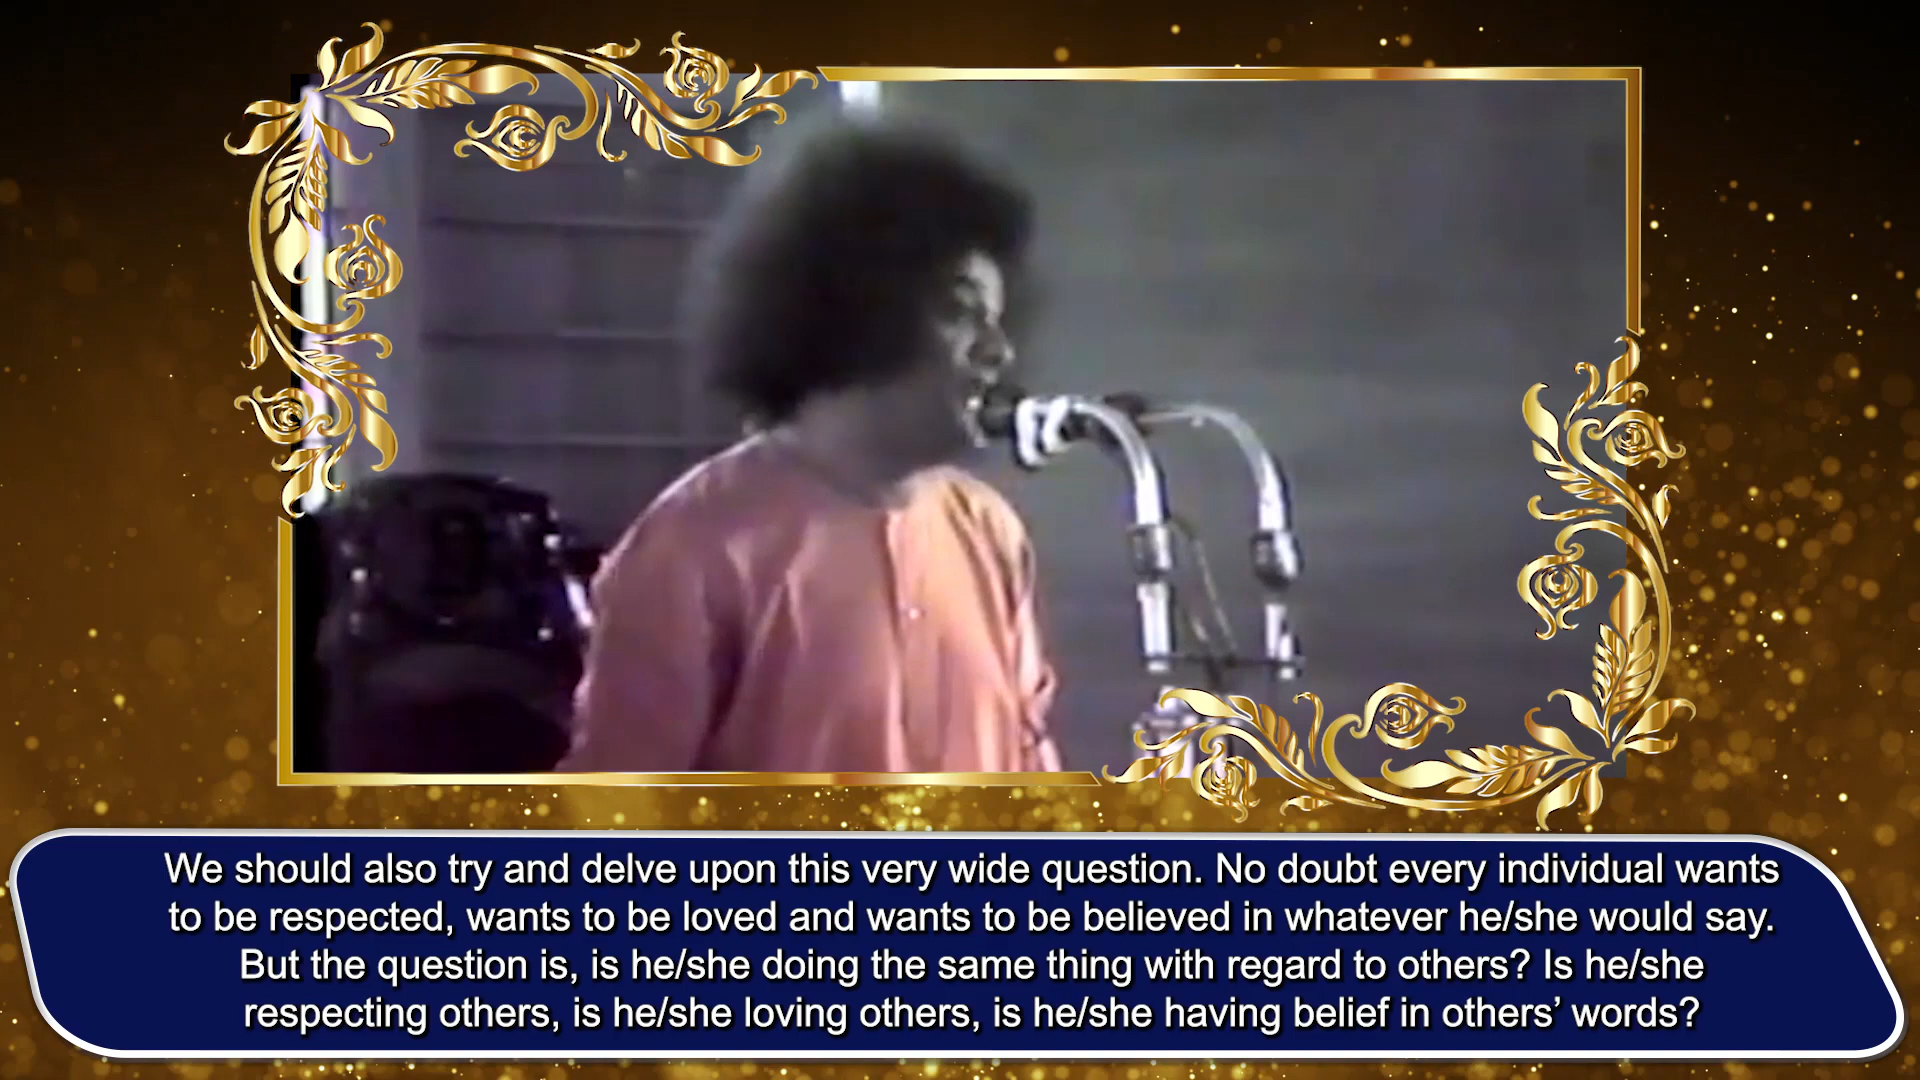 We should also try and delve upon this very wide question. No doubt every individual wants
to be respected, wants to be loved and wants to be believed in whatever he/she would say.
But the question is, is he/she doing the same thing with regard to others? Is he/she
respecting others, is he/she loving others, is he/she having belief in others’ words?